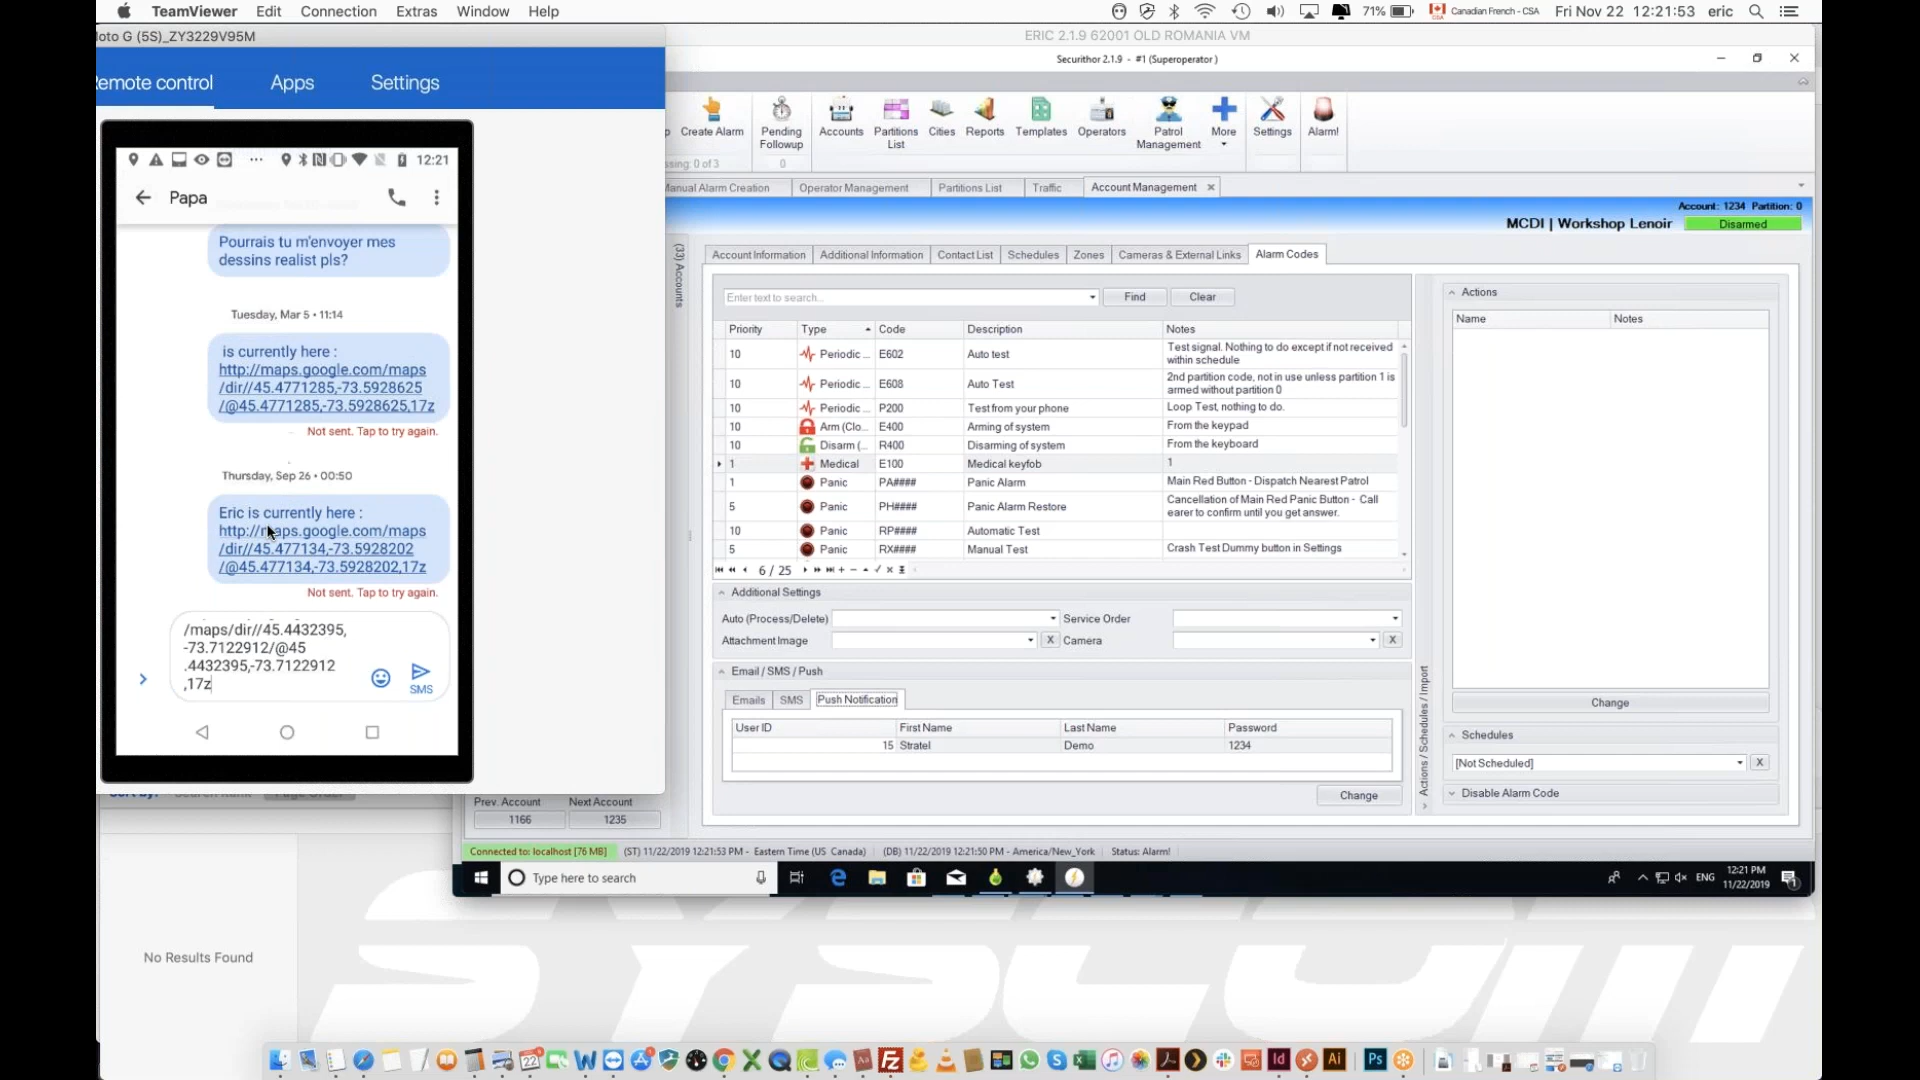 TeamViewer Edit Connection Extras Window Help
71% Canadian French - CSA Fri Nov 22 12:21:53 eric
oto G (5S)_ZY3229V95M
emote control Apps Settings
12:21
Papa
Pourrais tu m'envoyer mes
dessins realist pls?
Tuesday, Mar 5 • 11:14
is currently here :
http://maps.google.com/maps
/dir//45.4771285,-73.5928625
/@45.4771285,-73.5928625,17z
Not sent. Tap to try again.
Thursday, Sep 26 • 00:50
Eric is currently here :
http://maps.google.com/maps
/dir//45.477134,-73.5928202
/@45.477134,-73.5928202,17z
Not sent. Tap to try again.
/maps/dir//45.4432395,
-73.7122912/@45
.4432395,-73.7122912
,17z
SMS
ERIC 2.1.9 62001 OLD ROMANIA VM
Securithor 2.1.9 - #1 (Superoperator )
p Create Alarm Pending Followup Accounts Partitions List Cities Reports Templates Operators Patrol Management More Settings Alarm!
ssing: 0 of 3 0
Manual Alarm Creation Operator Management Partitions List Traffic Account Management ×
Account: 1234 Partition: 0
MCDI | Workshop Lenoir Disarmed
(33) Accounts
Account Information Additional Information Contact List Schedules Zones Cameras & External Links Alarm Codes
Enter text to search... Find Clear
Priority Type Code Description Notes
10 Periodic ... E602 Auto test Test signal. Nothing to do except if not received within schedule
10 Periodic ... E608 Auto Test 2nd partition code, not in use unless partition 1 is armed without partition 0
10 Periodic ... P200 Test from your phone Loop Test, nothing to do.
10 Arm (Clo... E400 Arming of system From the keypad
10 Disarm (... R400 Disarming of system From the keyboard
1 Medical E100 Medical keyfob 1
1 Panic PA#### Panic Alarm Main Red Button - Dispatch Nearest Patrol
5 Panic PH#### Panic Alarm Restore Cancellation of Main Red Panic Button - Call earer to confirm until you get answer.
10 Panic RP#### Automatic Test
5 Panic RX#### Manual Test Crash Test Dummy button in Settings
6 / 25
Additional Settings
Auto (Process/Delete) Service Order
Attachment Image X Camera X
Email / SMS / Push
Emails SMS Push Notification
User ID First Name Last Name Password
15 Stratel Demo 1234
Change
Actions / Schedules / Import
Actions
Name Notes
Change
Schedules
[Not Scheduled] X
Disable Alarm Code
Prev. Account Next Account
1166 1235
Connected to: localhost [76 MB] (ST) 11/22/2019 12:21:53 PM - Eastern Time (US Canada) (DB) 11/22/2019 12:21:50 PM - America/New_York Status: Alarm!
Type here to search
ENG 12:21 PM
11/22/2019
No Results Found
SYSCOM